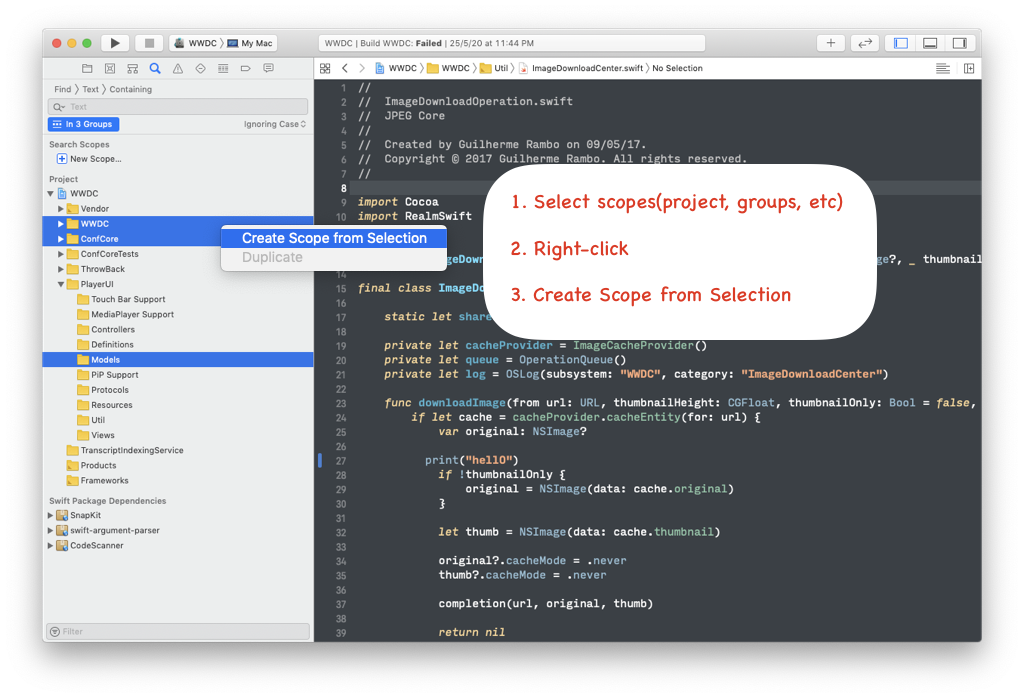 WWDC 〉 My Mac
WWDC | Build WWDC: Failed | 25/5/20 at 11:44 PM
Find 〉 Text 〉 Containing
Text
In 3 Groups
Ignoring Case
Search Scopes
New Scope...
Project
WWDC
Vendor
WWDC
ConfCore
ConfCoreTests
ThrowBack
PlayerUI
Touch Bar Support
MediaPlayer Support
Controllers
Definitions
Models
PiP Support
Protocols
Resources
Util
Views
TranscriptIndexingService
Products
Frameworks
Swift Package Dependencies
SnapKit
swift-argument-parser
CodeScanner
Filter
Create Scope from Selection
Duplicate
WWDC 〉 WWDC 〉 Util 〉 ImageDownloadCenter.swift 〉 No Selection
1 //
2 //  ImageDownloadOperation.swift
3 //  JPEG Core
4 //
5 //  Created by Guilherme Rambo on 09/05/17.
6 //  Copyright © 2017 Guilherme Rambo. All rights reserved.
7 //
8
9 import Cocoa
10 import RealmSwift
geDown ge?, _ thumbnail
14
15 final class ImageDo
16
17 static let share
18
19 private let cacheProvider = ImageCacheProvider()
20 private let queue = OperationQueue()
21 private let log = OSLog(subsystem: "WWDC", category: "ImageDownloadCenter")
22
23 func downloadImage(from url: URL, thumbnailHeight: CGFloat, thumbnailOnly: Bool = false,
24 if let cache = cacheProvider.cacheEntity(for: url) {
25 var original: NSImage?
26
27 print("hellO")
28 if !thumbnailOnly {
29 original = NSImage(data: cache.original)
30 }
31
32 let thumb = NSImage(data: cache.thumbnail)
33
34 original?.cacheMode = .never
35 thumb?.cacheMode = .never
36
37 completion(url, original, thumb)
38
39 return nil
1. Select scopes(project, groups, etc)
2. Right-click
3. Create Scope from Selection